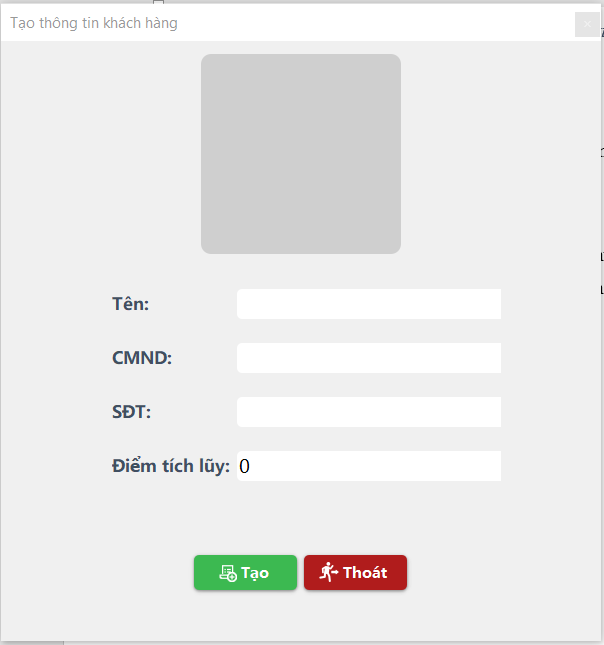 Tạo thông tin khách hàng
Tên:
CMND:
SĐT:
Điểm tích lũy: 0
Tạo
Thoát